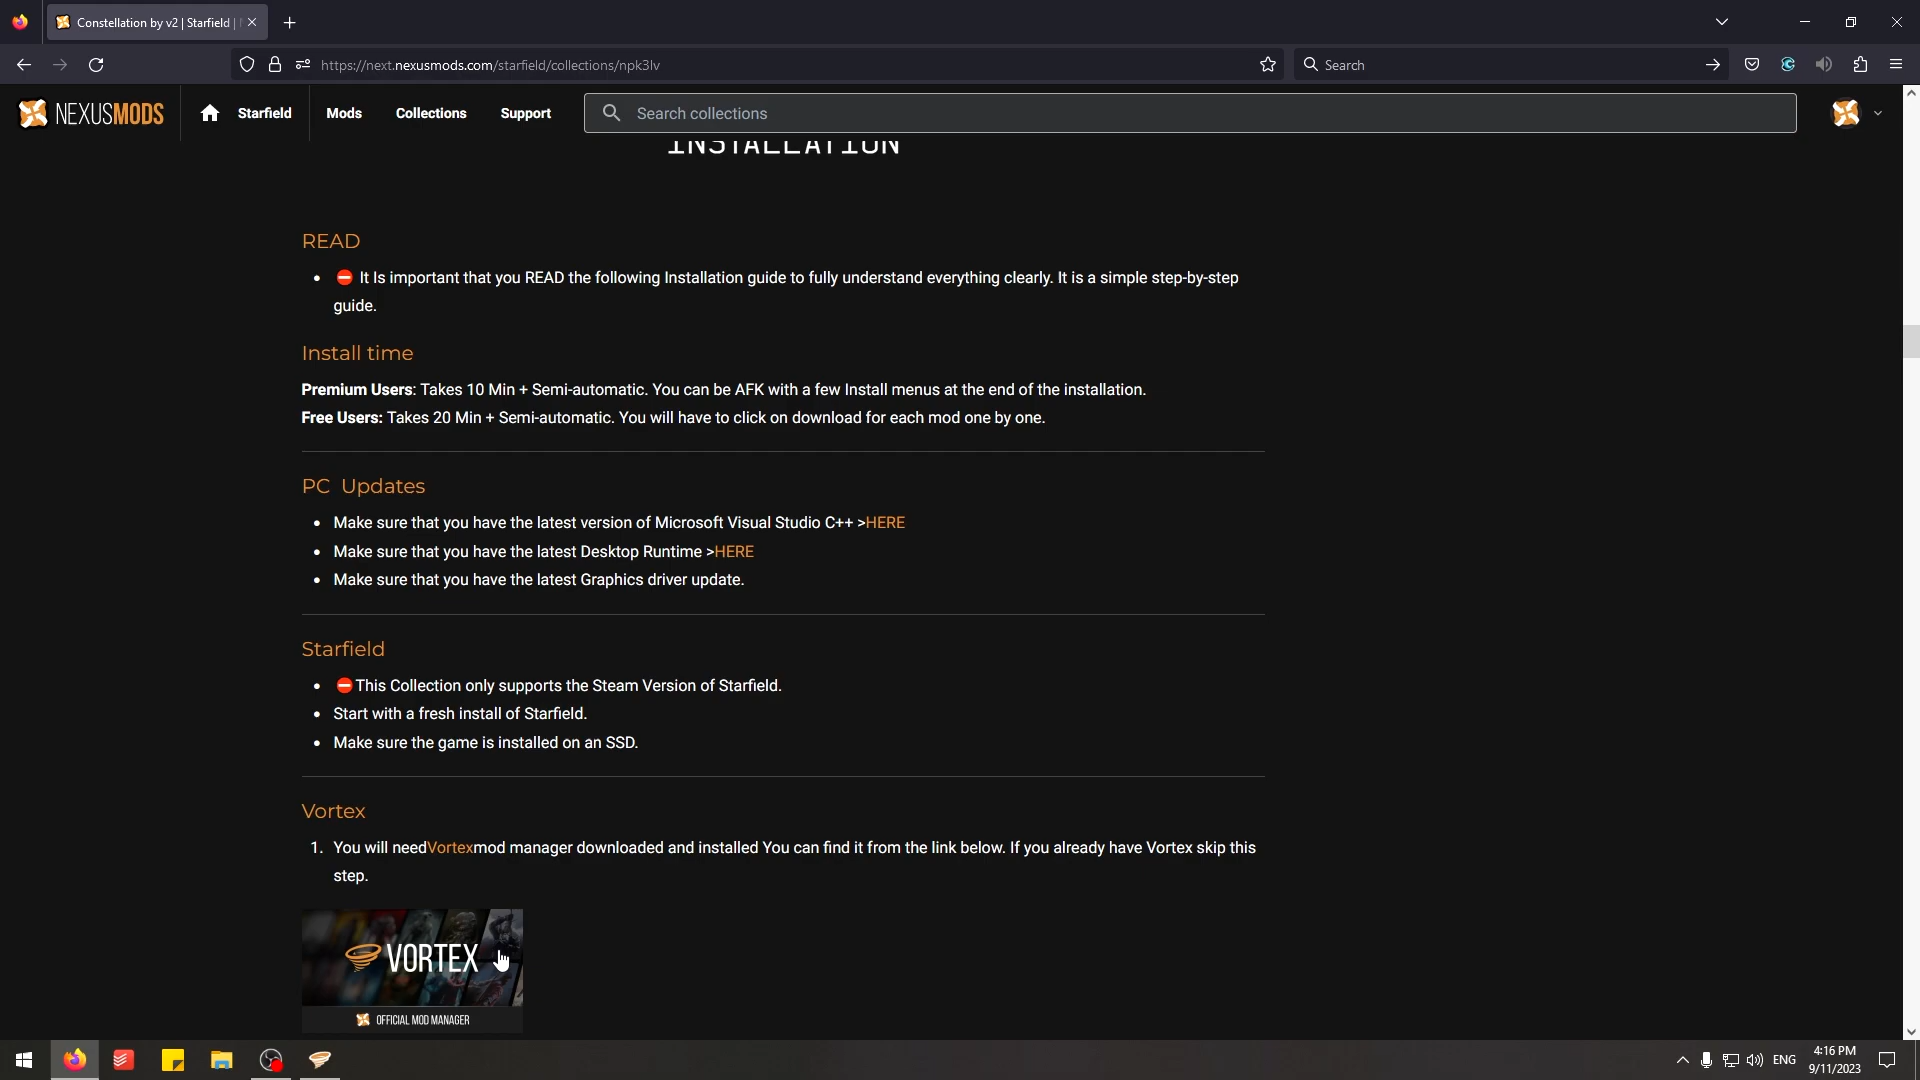 Constellation by v2 | Starfield |
https://next.nexusmods.com/starfield/collections/npk3lv
Search
NEXUSMODS
Starfield
Mods
Collections
Support
Search collections
INSTALLATION
READ
• ⛔ It Is important that you READ the following Installation guide to fully understand everything clearly. It is a simple step-by-step
guide.
Install time
Premium Users: Takes 10 Min + Semi-automatic. You can be AFK with a few Install menus at the end of the installation.
Free Users: Takes 20 Min + Semi-automatic. You will have to click on download for each mod one by one.
PC Updates
• Make sure that you have the latest version of Microsoft Visual Studio C++ >HERE
• Make sure that you have the latest Desktop Runtime >HERE
• Make sure that you have the latest Graphics driver update.
Starfield
• ⛔This Collection only supports the Steam Version of Starfield.
• Start with a fresh install of Starfield.
• Make sure the game is installed on an SSD.
Vortex
1. You will needVortexmod manager downloaded and installed You can find it from the link below. If you already have Vortex skip this
step.
VORTEX
OFFICIAL MOD MANAGER
ENG
4:16 PM
9/11/2023